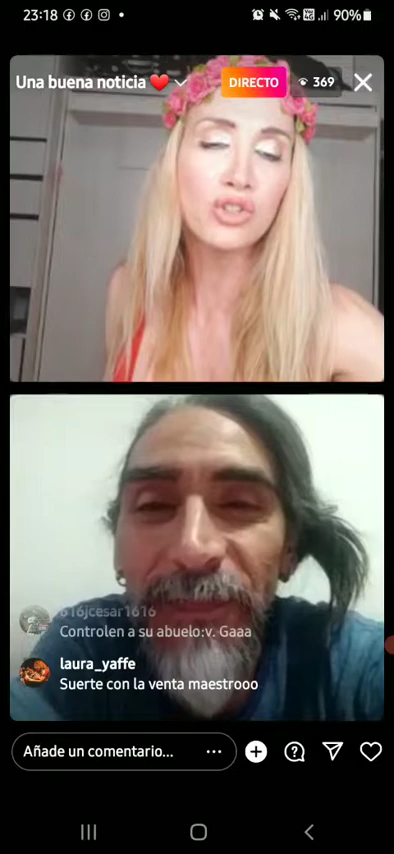 23:18
90%
Una buena noticia ❤️
DIRECTO
369
616jcesar1616
Controlen a su abuelo:v. Gaaa
laura_yaffe
Suerte con la venta maestrooo
Añade un comentario...